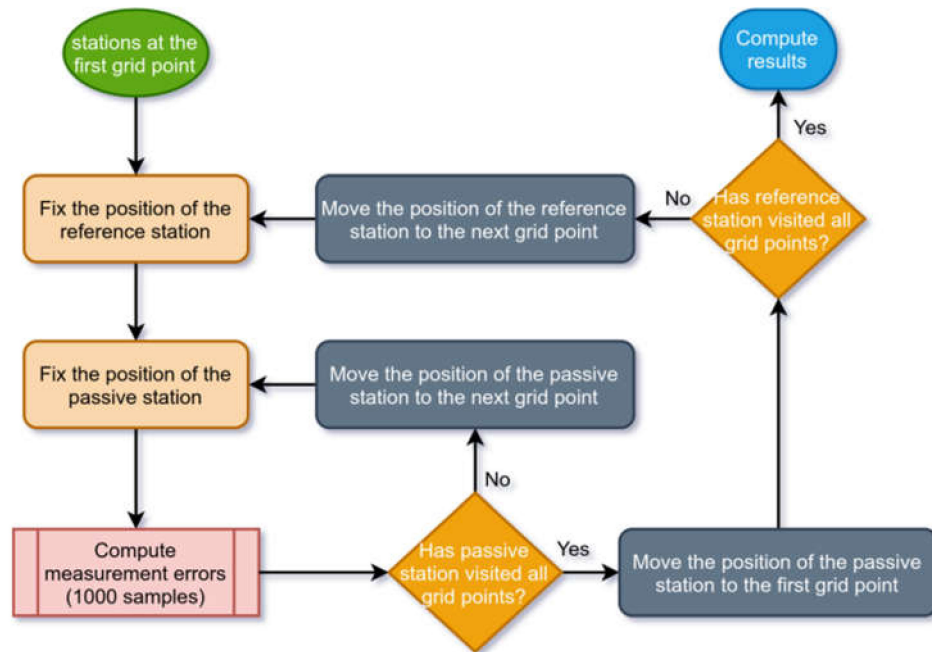 stations at the
first grid point
Compute
results
Yes
Fix the position of the
reference station
Move the position of the reference
station to the next grid point
No
Has reference
station visited all
grid points?
Fix the position of the
passive station
Move the position of the passive
station to the next grid point
No
Compute
measurement errors
(1000 samples)
Has passive
station visited all
grid points?
Yes
Move the position of the passive
station to the first grid point